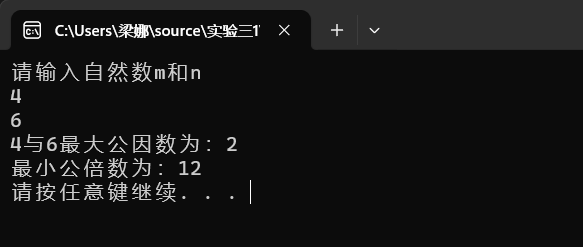 C:\Users\梁娜\source\实验三1
请输入自然数m和n
4
6
4与6最大公因数为：2
最小公倍数为：12
请按任意键继续. . .